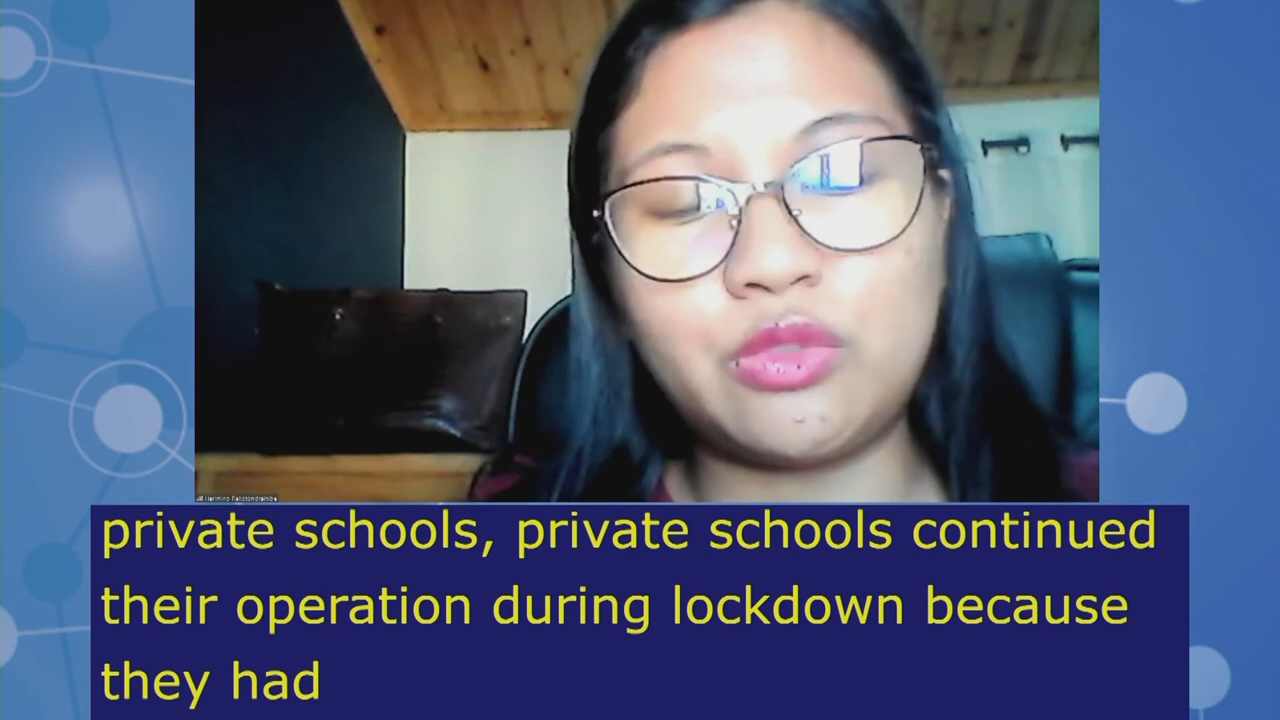 private schools, private schools continued
their operation during lockdown because
they had